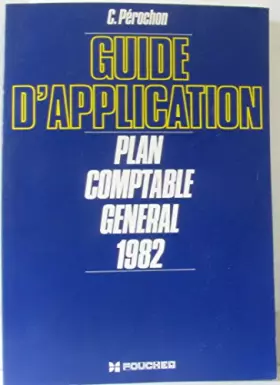 C. Pérochon
GUIDE
D'APPLICATION
PLAN
COMPTABLE
GENERAL
1982
FOUCHER